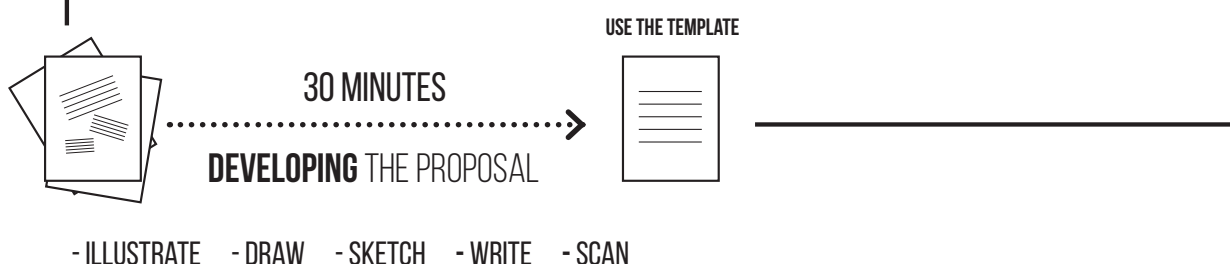 USE THE TEMPLATE
30 MINUTES
DEVELOPING THE PROPOSAL
- ILLUSTRATE - DRAW - SKETCH - WRITE - SCAN